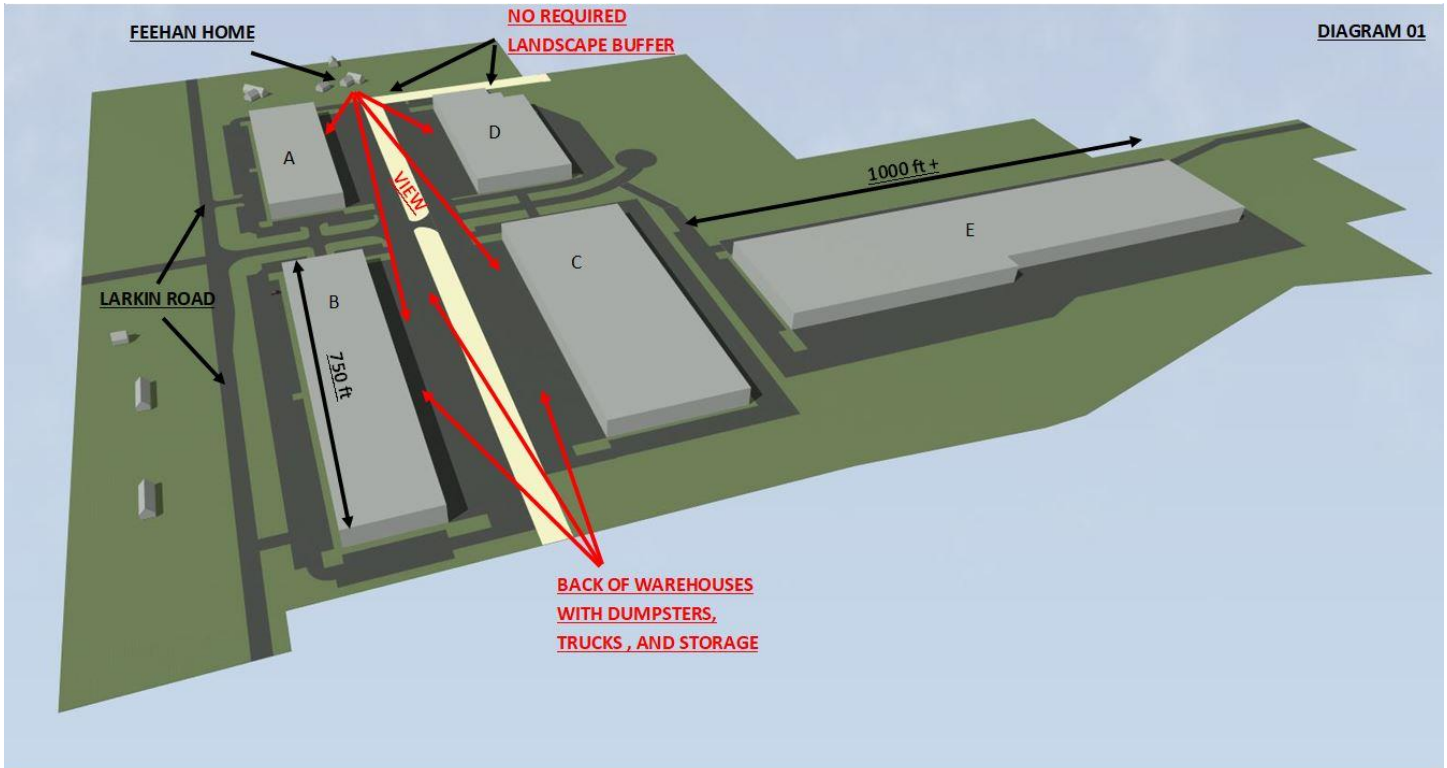 FEEHAN HOME
NO REQUIRED
LANDSCAPE BUFFER
DIAGRAM 01
A
D
VIEW
1000 ft +
E
C
LARKIN ROAD
B
750 ft
BACK OF WAREHOUSES
WITH DUMPSTERS,
TRUCKS , AND STORAGE